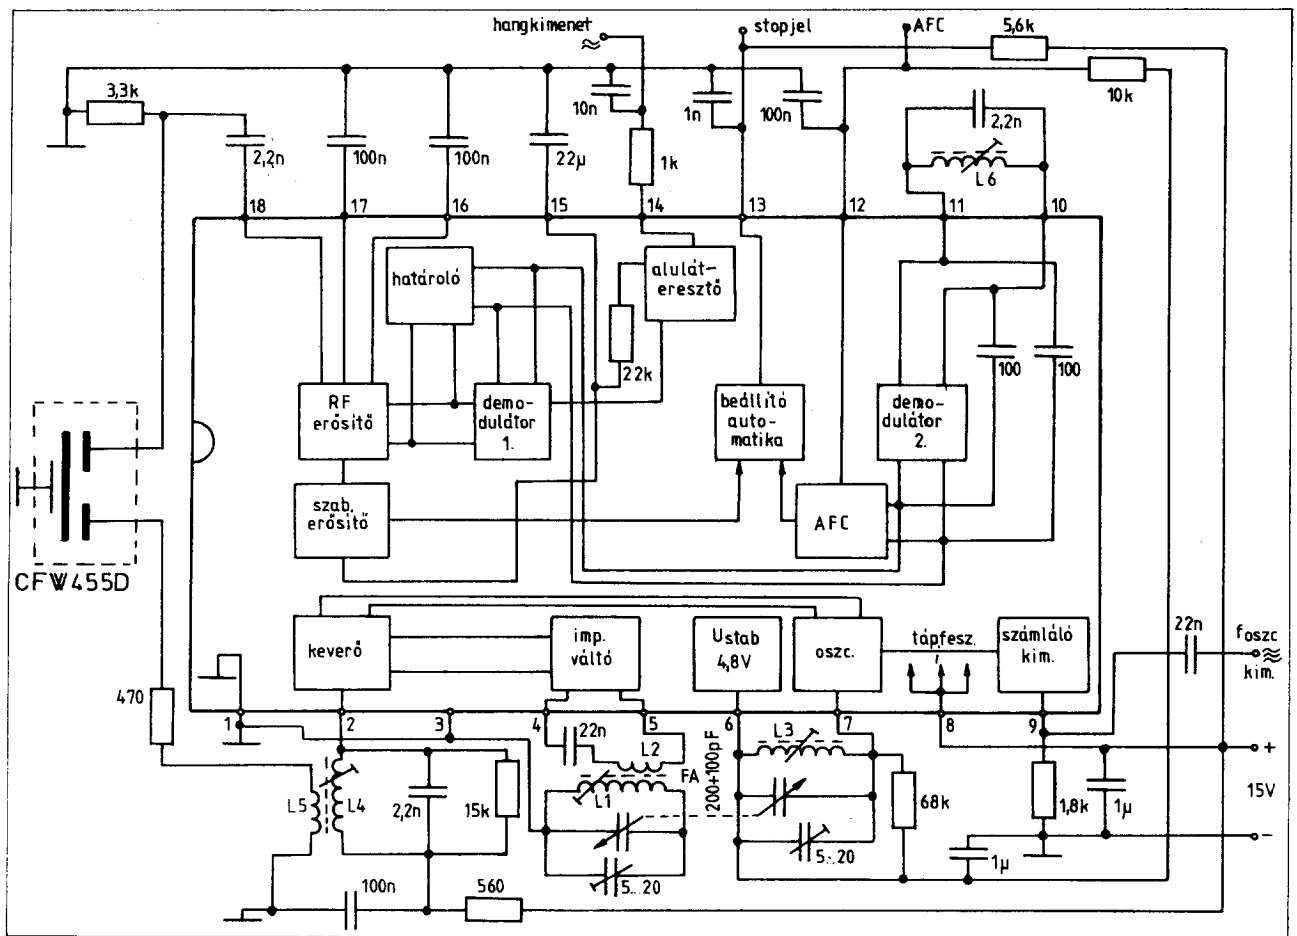 hangkimenet
≈
stopjel
AFC
5,6k
3,3k
10k
10n
1n
100n
2,2n
2,2n
100n
100n
22µ
1k
L6
18
17
16
15
14
13
12
11
10
határoló
alulát-
eresztő
22k
100
100
RF
erősítő
demo-
dulátor
1.
beállító
auto-
matika
demo-
dulátor
2.
szab.
erősítő
AFC
CFW455D
keverő
imp.
váltó
Ustab
4,8V
oszc.
tápfesz.
számláló
kim.
22n
foszc
≈
kim.
470
1
2
3
4
5
6
7
8
9
22n
L2
FA
L1
200+100pF
L3
L5
L4
2,2n
15k
68k
1,8k
1µ
+
15V
−
5...20
5...20
1µ
100n
560